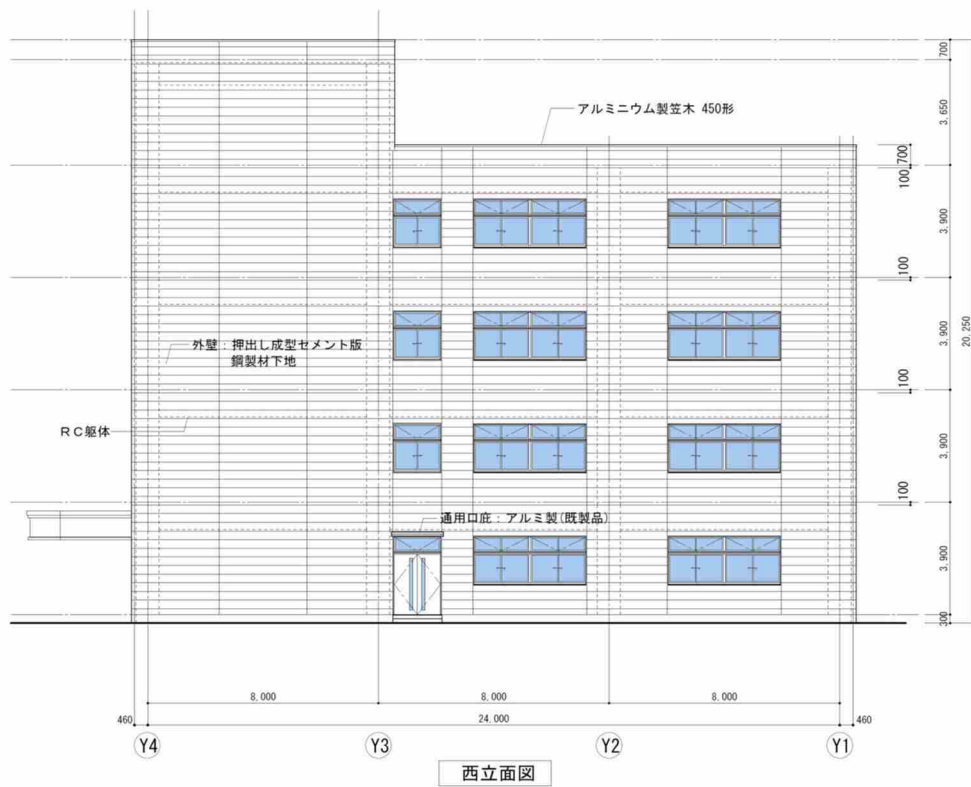 700
3,650
アルミニウム製笠木 450形
700
100
3,900
100
3,900
20,250
外壁：押出し成型セメント版
鋼製材下地
100
3,900
RC躯体
100
通用口庇：アルミ製(既製品)
3,900
300
8,000
8,000
8,000
460
24,000
460
Y4
Y3
Y2
Y1
西立面図